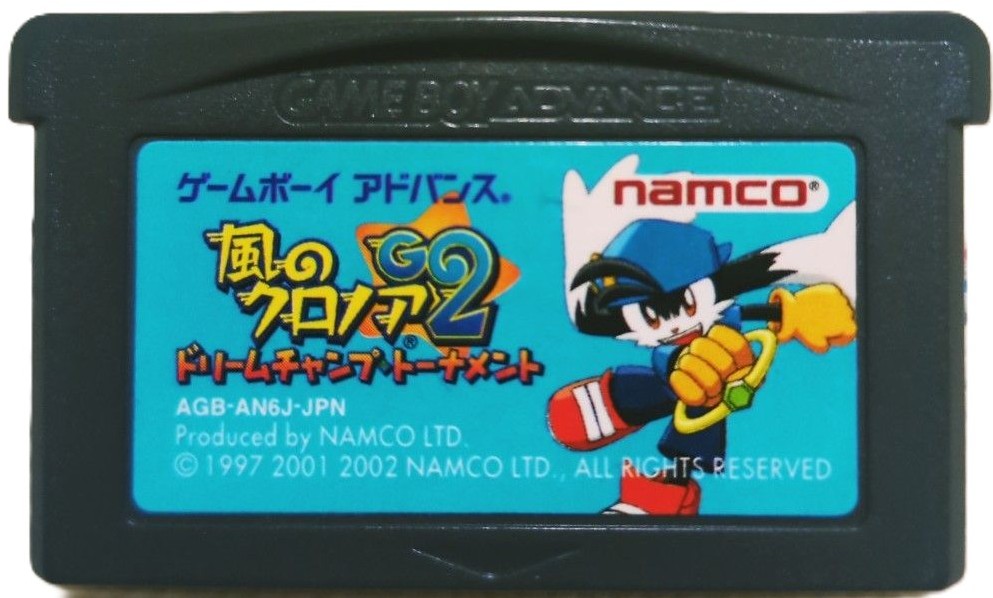 GAME BOY ADVANCE
ゲームボーイ アドバンス®
namco®
風の
クロノアG2®
ドリームチャンプ・トーナメント
AGB-AN6J-JPN
Produced by NAMCO LTD.
© 1997 2001 2002 NAMCO LTD., ALL RIGHTS RESERVED